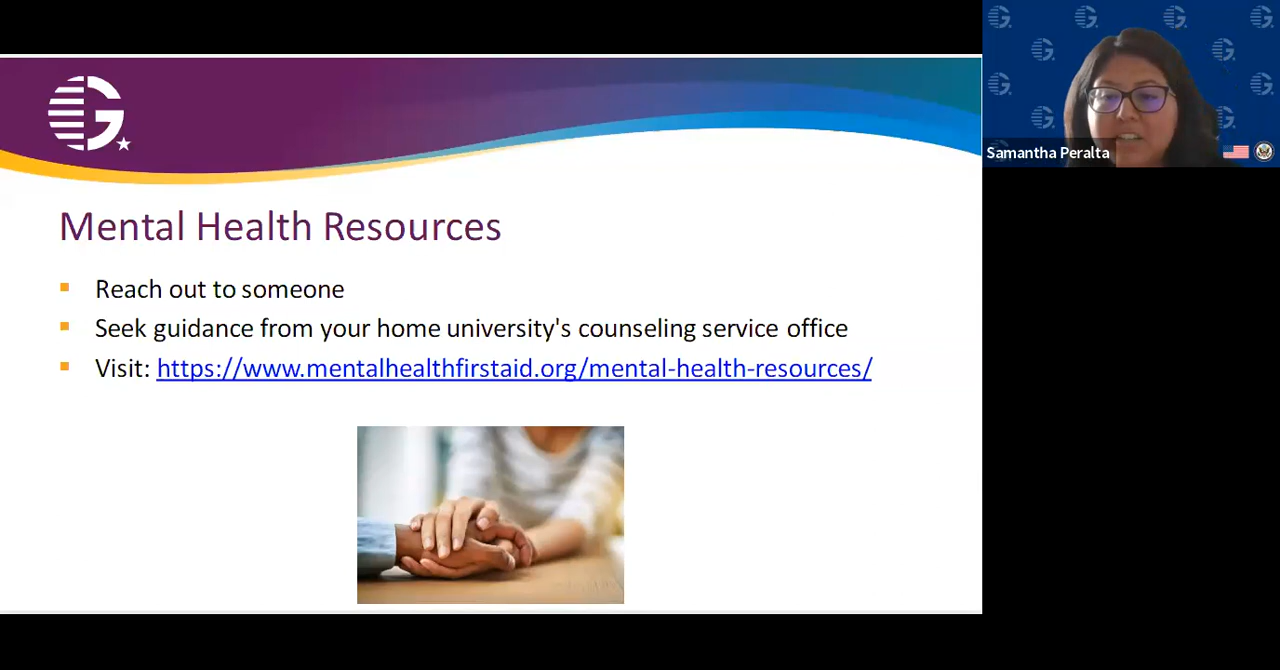 Mental Health Resources
Reach out to someone
Seek guidance from your home university's counseling service office
Visit: https://www.mentalhealthfirstaid.org/mental-health-resources/
Samantha Peralta